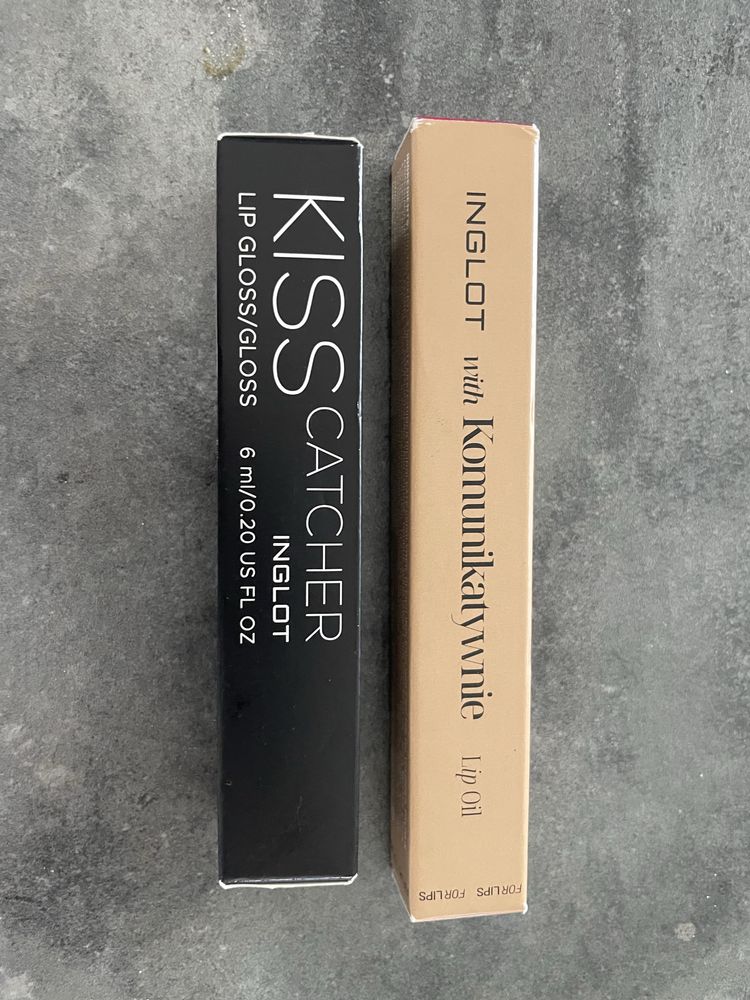 KISS CATCHER
INGLOT
LIP GLOSS/GLOSS 6 ml/0.20 US FL OZ
INGLOT with Komunikatywnie Lip Oil
FOR LIPS FOR LIPS